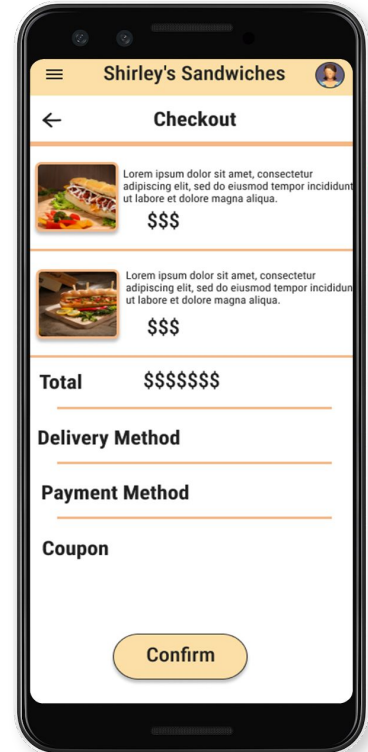 Shirley's Sandwiches
Checkout
Lorem ipsum dolor sit amet, consectetur
adipiscing elit, sed do eiusmod tempor incididunt
ut labore et dolore magna aliqua.
$$$
Lorem ipsum dolor sit amet, consectetur
adipiscing elit, sed do eiusmod tempor incididun
ut labore et dolore magna aliqua.
$$$
Total $$$$$$$
Delivery Method
Payment Method
Coupon
Confirm